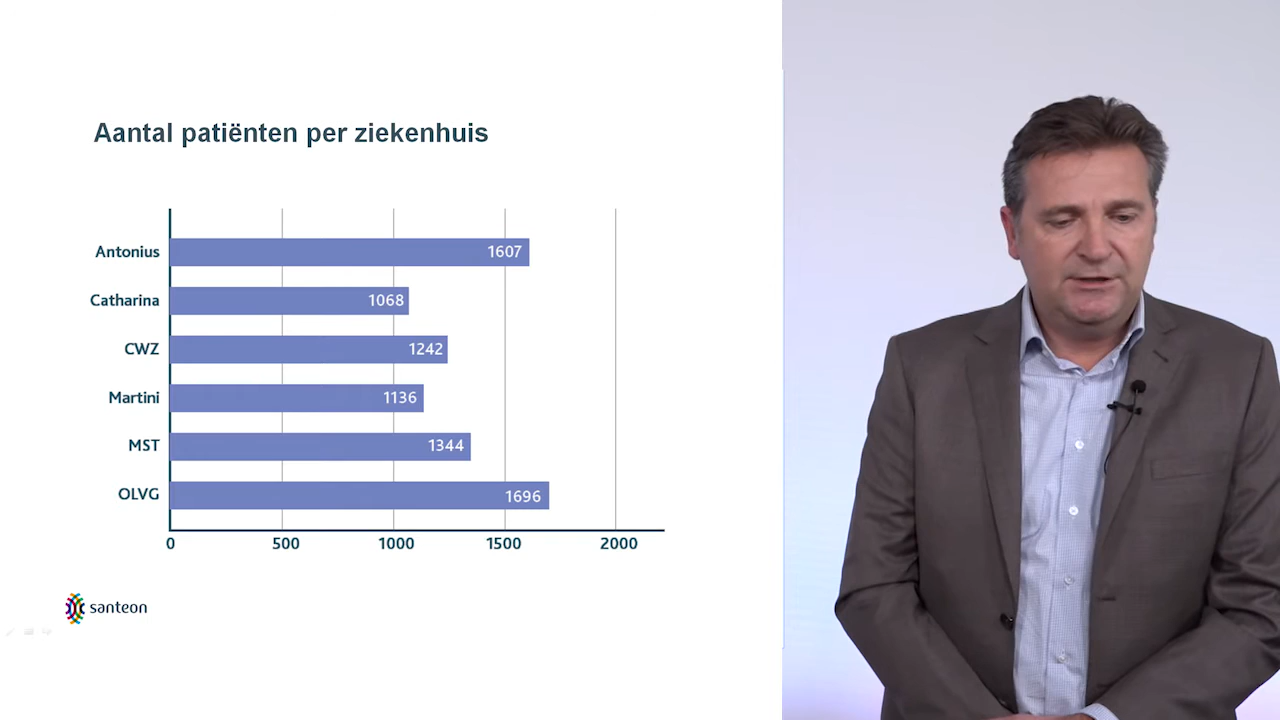 Aantal patiënten per ziekenhuis
Antonius 1607
Catharina 1068
CWZ 1242
Martini 1136
MST 1344
OLVG 1696
0 500 1000 1500 2000
santeon